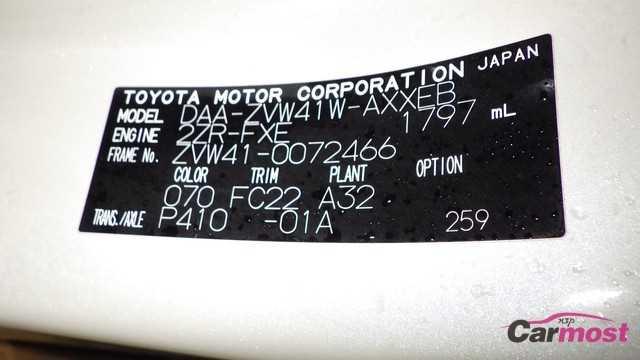 TOYOTA MOTOR CORPORATION JAPAN
MODEL DAA-ZVW41W-AXXEB
ENGINE 2ZR-FXE 1797 mL
FRAME No. ZVW41-0072466
COLOR TRIM PLANT OPTION
070 FC22 A32
TRANS./AXLE P410 -01A 259
Carmost